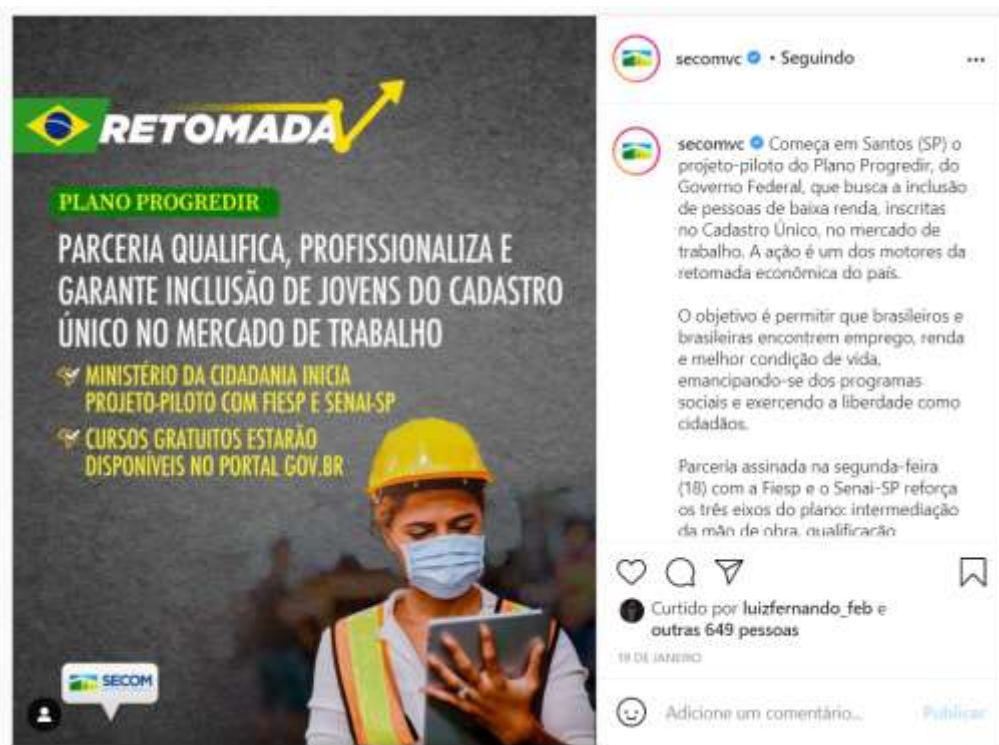 RETOMADA
PLANO PROGREDIR
PARCERIA QUALIFICA, PROFISSIONALIZA E
GARANTE INCLUSÃO DE JOVENS DO CADASTRO
ÚNICO NO MERCADO DE TRABALHO
MINISTÉRIO DA CIDADANIA INICIA
PROJETO-PILOTO COM FIESP E SENAI-SP
CURSOS GRATUITOS ESTARÃO
DISPONÍVEIS NO PORTAL GOV.BR
SECOM
secomvc • Seguindo
secomvc Começa em Santos (SP) o
projeto-piloto do Plano Progredir, do
Governo Federal, que busca a inclusão
de pessoas de baixa renda, inscritas
no Cadastro Único, no mercado de
trabalho. A ação é um dos motores da
retomada econômica do país.
O objetivo é permitir que brasileiros e
brasileiras encontrem emprego, renda
e melhor condição de vida,
emancipando-se dos programas
sociais e exercendo a liberdade como
cidadãos.
Parceria assinada na segunda-feira
(18) com a Fiesp e o Senai-SP reforça
os três eixos do plano: intermediação
da mão de obra, qualificação
Curtido por luizfernando_feb e
outras 649 pessoas
19 DE JANEIRO
Adicione um comentário... Publicar